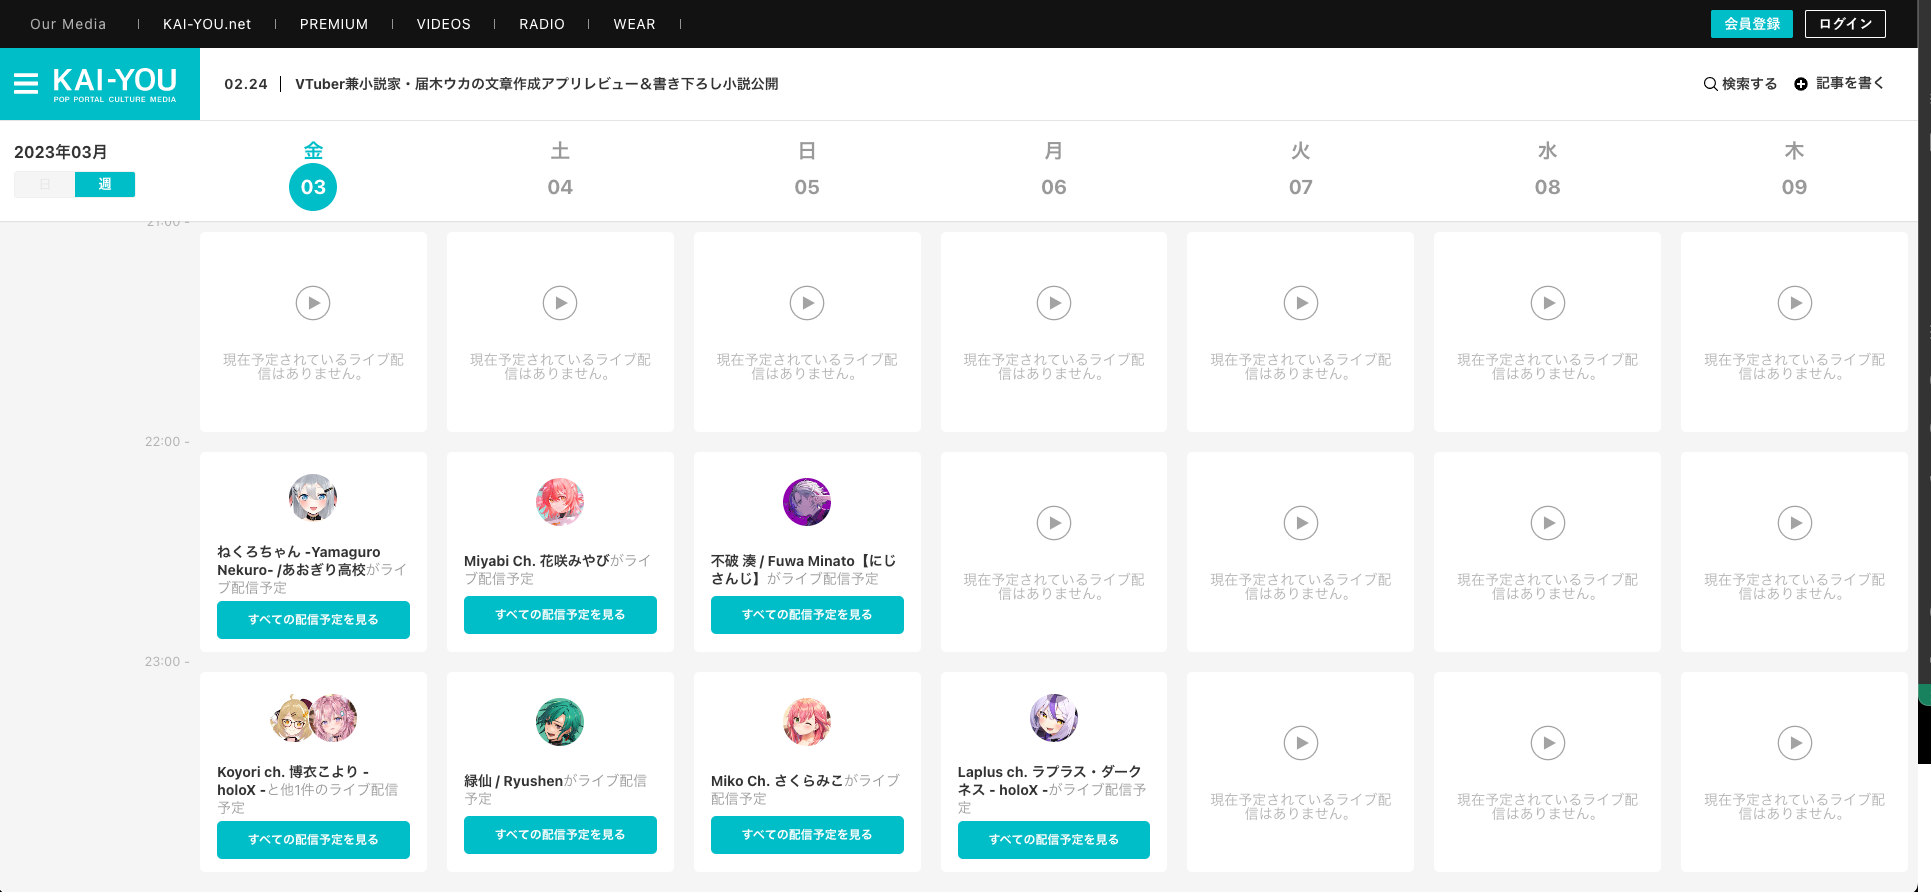 Our Media
KAI-YOU.net
PREMIUM
VIDEOS
RADIO
WEAR
会員登録
ログイン
KAI-YOU
POP PORTAL CULTURE MEDIA
02.24
VTuber兼小説家・届木ウカの文章作成アプリレビュー＆書き下ろし小説公開
検索する
記事を書く
2023年03月
日
週
金
03
土
04
日
05
月
06
火
07
水
08
木
09
21:00 -
現在予定されているライブ配
信はありません。
現在予定されているライブ配
信はありません。
現在予定されているライブ配
信はありません。
現在予定されているライブ配
信はありません。
現在予定されているライブ配
信はありません。
現在予定されているライブ配
信はありません。
現在予定されているライブ配
信はありません。
22:00 -
ねくろちゃん -Yamaguro
Nekuro- /あおぎり高校がライ
ブ配信予定
すべての配信予定を見る
Miyabi Ch. 花咲みやびがライ
ブ配信予定
すべての配信予定を見る
不破 湊 / Fuwa Minato【にじ
さんじ】がライブ配信予定
すべての配信予定を見る
現在予定されているライブ配
信はありません。
現在予定されているライブ配
信はありません。
現在予定されているライブ配
信はありません。
現在予定されているライブ配
信はありません。
23:00 -
Koyori ch. 博衣こより -
holoX -と他1件のライブ配信
予定
すべての配信予定を見る
緑仙 / Ryushenがライブ配信
予定
すべての配信予定を見る
Miko Ch. さくらみこがライブ
配信予定
すべての配信予定を見る
Laplus ch. ラプラス・ダーク
ネス - holoX -がライブ配信予
定
すべての配信予定を見る
現在予定されているライブ配
信はありません。
現在予定されているライブ配
信はありません。
現在予定されているライブ配
信はありません。